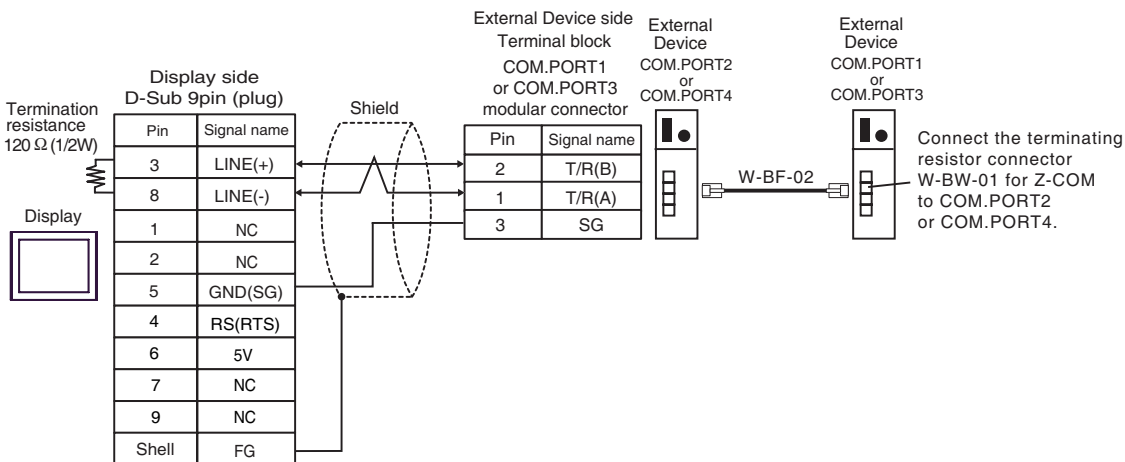 Termination
resistance
120 Ω (1/2W)
Display
Display side
D-Sub 9pin (plug)
Pin Signal name
3 LINE(+)
8 LINE(-)
1 NC
2 NC
5 GND(SG)
4 RS(RTS)
6 5V
7 NC
9 NC
Shell FG
Shield
External Device side
Terminal block
COM.PORT1
or COM.PORT3
modular connector
Pin Signal name
2 T/R(B)
1 T/R(A)
3 SG
External
Device
COM.PORT2
or
COM.PORT4
W-BF-02
External
Device
COM.PORT1
or
COM.PORT3
Connect the terminating
resistor connector
W-BW-01 for Z-COM
to COM.PORT2
or COM.PORT4.